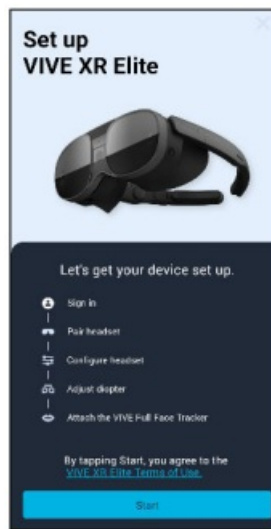 Set up
VIVE XR Elite
Let's get your device set up.
Sign in
Pair headset
Configure headset
Adjust diopter
Attach the VIVE Full Face Tracker
By tapping Start, you agree to the
VIVE XR Elite Terms of Use.
Start